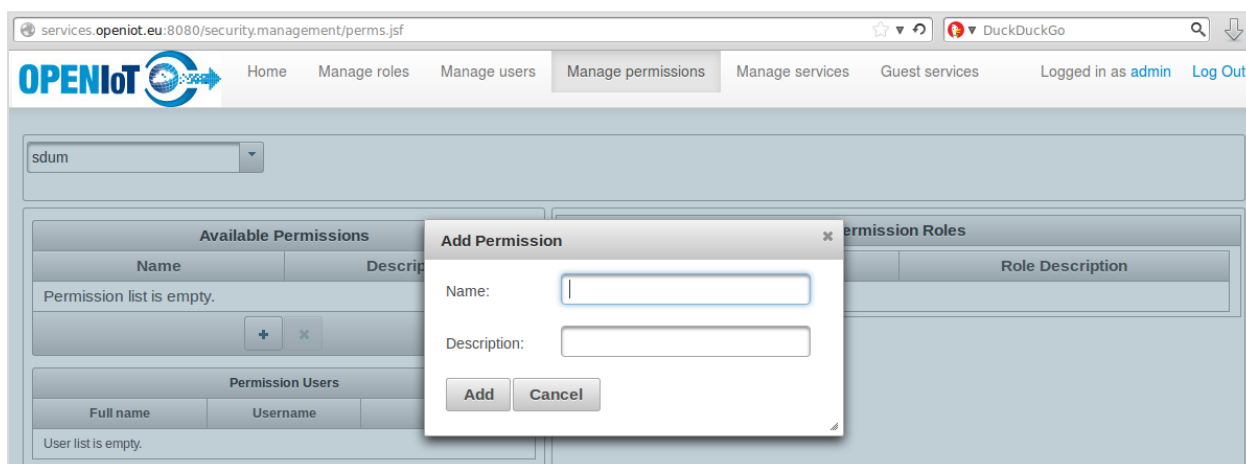 services.openiot.eu:8080/security.management/perms.jsf
DuckDuckGo
OPENIoT
Home Manage roles Manage users Manage permissions Manage services Guest services Logged in as admin Log Out
sdum
Available Permissions
Name Descrip
Permission list is empty.
Permission Users
Full name Username
User list is empty.
Add Permission
Name:
Description:
Add Cancel
ermission Roles
Role Description